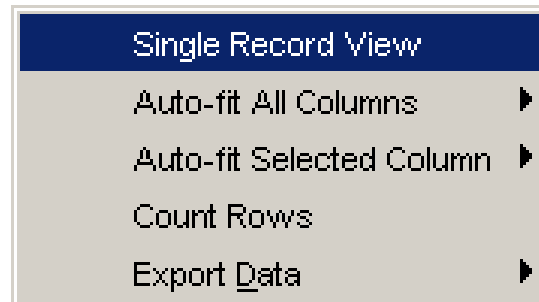 Single Record View
Auto-fit All Columns
Auto-fit Selected Column
Count Rows
Export Data